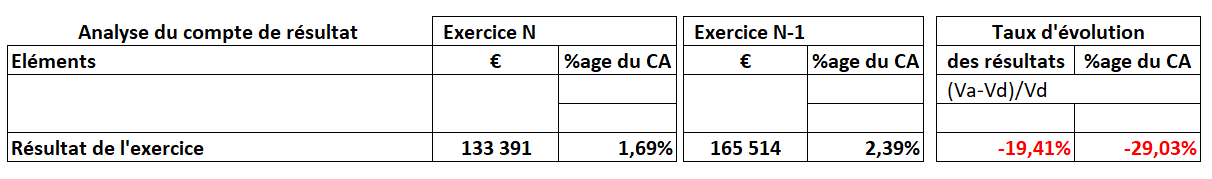 Analyse du compte de résultat Exercice N Exercice N-1 Taux d'évolution
Eléments € %age du CA € %age du CA des résultats %age du CA
(Va-Vd)/Vd
Résultat de l'exercice 133 391 1,69% 165 514 2,39% -19,41% -29,03%